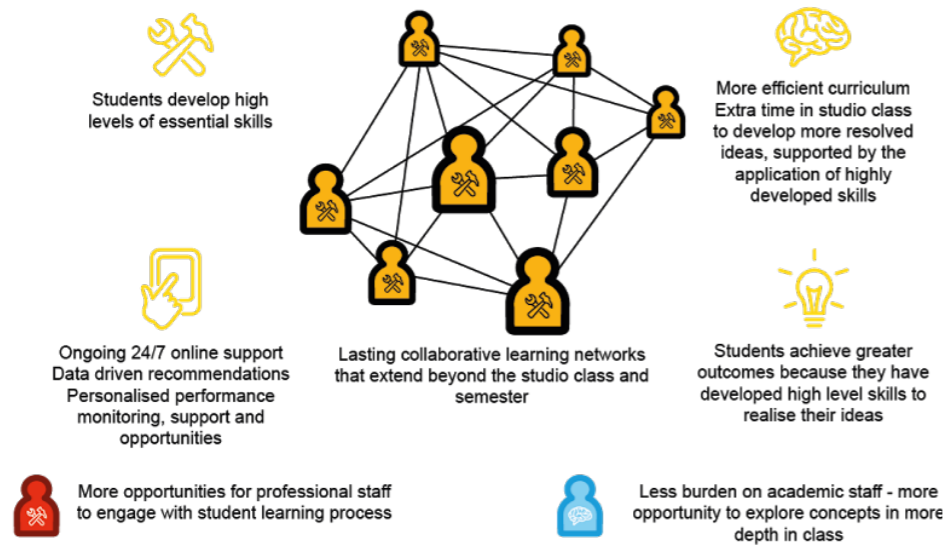 Students develop high
levels of essential skills
More efficient curriculum
Extra time in studio class
to develop more resolved
ideas, supported by the
application of highly
developed skills
Ongoing 24/7 online support
Data driven recommendations
Personalised performance
monitoring, support and
opportunities
Lasting collaborative learning networks
that extend beyond the studio class and
semester
Students achieve greater
outcomes because they have
developed high level skills to
realise their ideas
More opportunities for professional staff
to engage with student learning process
Less burden on academic staff - more
opportunity to explore concepts in more
depth in class